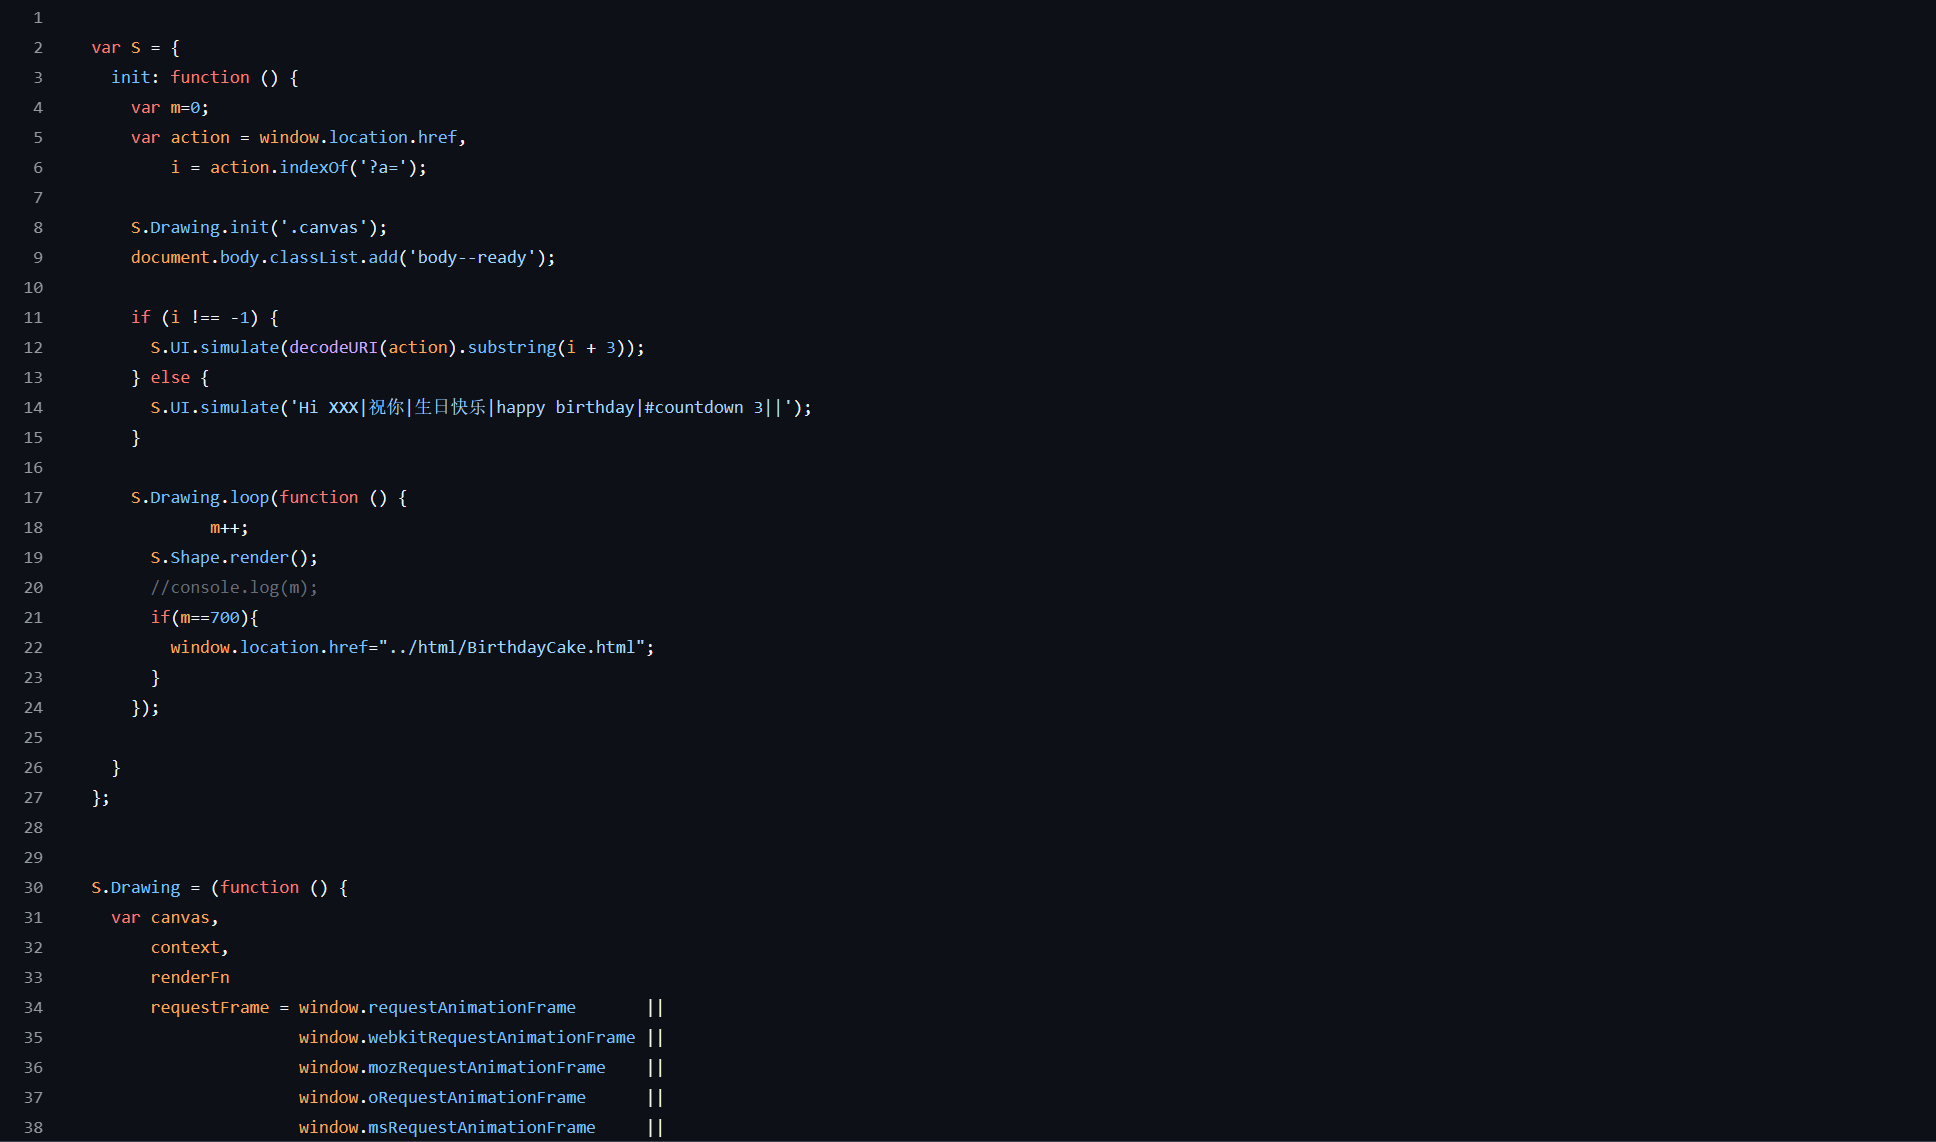 1
2 var S = {
3 init: function () {
4 var m=0;
5 var action = window.location.href,
6 i = action.indexOf('?a=');
7
8 S.Drawing.init('.canvas');
9 document.body.classList.add('body--ready');
10
11 if (i !== -1) {
12 S.UI.simulate(decodeURI(action).substring(i + 3));
13 } else {
14 S.UI.simulate('Hi XXX|祝你|生日快乐|happy birthday|#countdown 3||');
15 }
16
17 S.Drawing.loop(function () {
18 m++;
19 S.Shape.render();
20 //console.log(m);
21 if(m==700){
22 window.location.href="../html/BirthdayCake.html";
23 }
24 });
25
26 }
27 };
28
29
30 S.Drawing = (function () {
31 var canvas,
32 context,
33 renderFn
34 requestFrame = window.requestAnimationFrame ||
35 window.webkitRequestAnimationFrame ||
36 window.mozRequestAnimationFrame ||
37 window.oRequestAnimationFrame ||
38 window.msRequestAnimationFrame ||